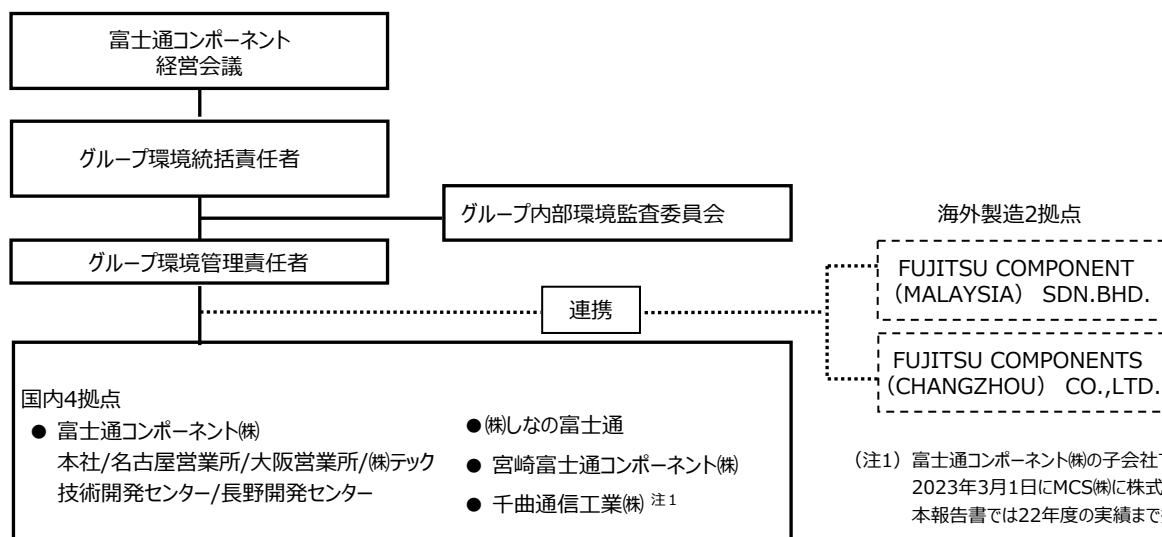 富士通コンポーネント
経営会議
グループ環境統括責任者
グループ内部環境監査委員会
グループ環境管理責任者
連携
海外製造2拠点
FUJITSU COMPONENT
（MALAYSIA） SDN.BHD.
FUJITSU COMPONENTS
（CHANGZHOU） CO.,LTD.
国内4拠点
● 富士通コンポーネント㈱
本社/名古屋営業所/大阪営業所/㈱テック
技術開発センター/長野開発センター
●㈱しなの富士通
● 宮崎富士通コンポーネント㈱
● 千曲通信工業㈱ 注1
（注1）富士通コンポーネント㈱の子会社
2023年3月1日にMCS㈱に株式
本報告書では22年度の実績まで